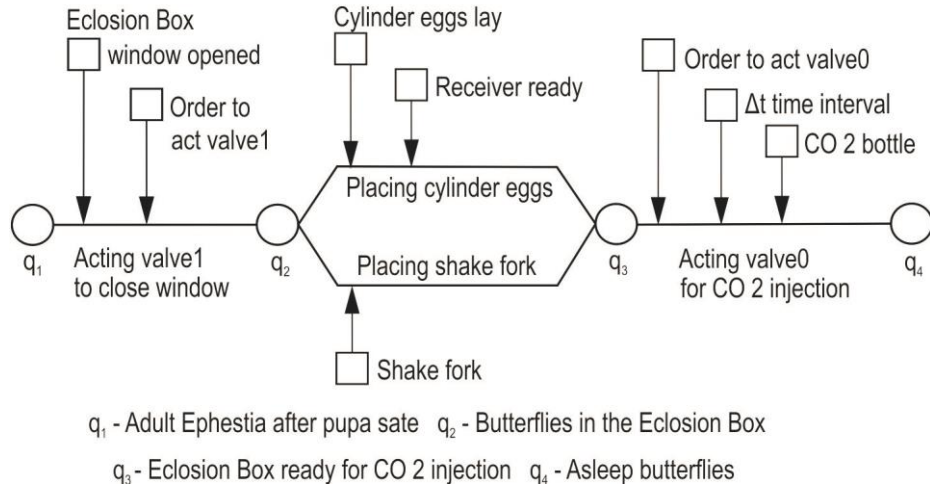 Eclosion Box
window opened
Order to
act valve1
Cylinder eggs lay
Receiver ready
Order to act valve0
Δt time interval
CO 2 bottle
Placing cylinder eggs
q₁
Acting valve1
to close window
q₂
Placing shake fork
q₃
Acting valve0
for CO 2 injection
q₄
Shake fork
q₁ - Adult Ephestia after pupa sate q₂ - Butterflies in the Eclosion Box
q₃ - Eclosion Box ready for CO 2 injection q₄ - Asleep butterflies